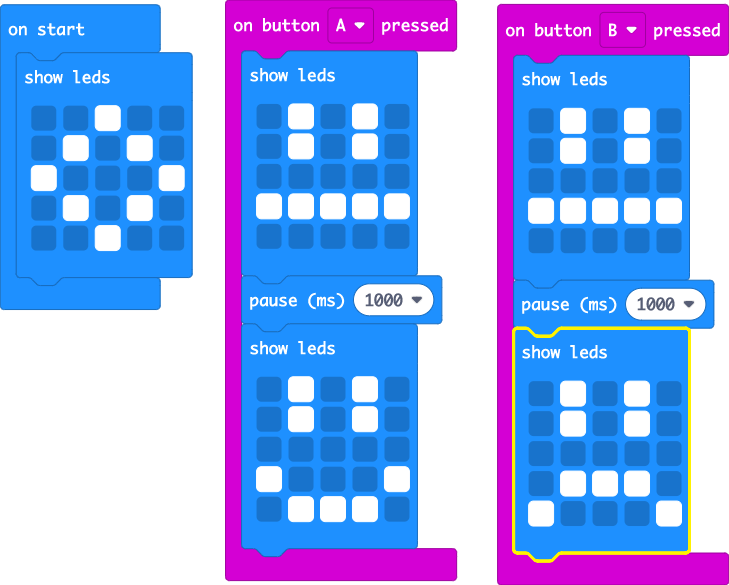 on start
show leds
on button A pressed
show leds
pause (ms) 1000
show leds
on button B pressed
show leds
pause (ms) 1000
show leds